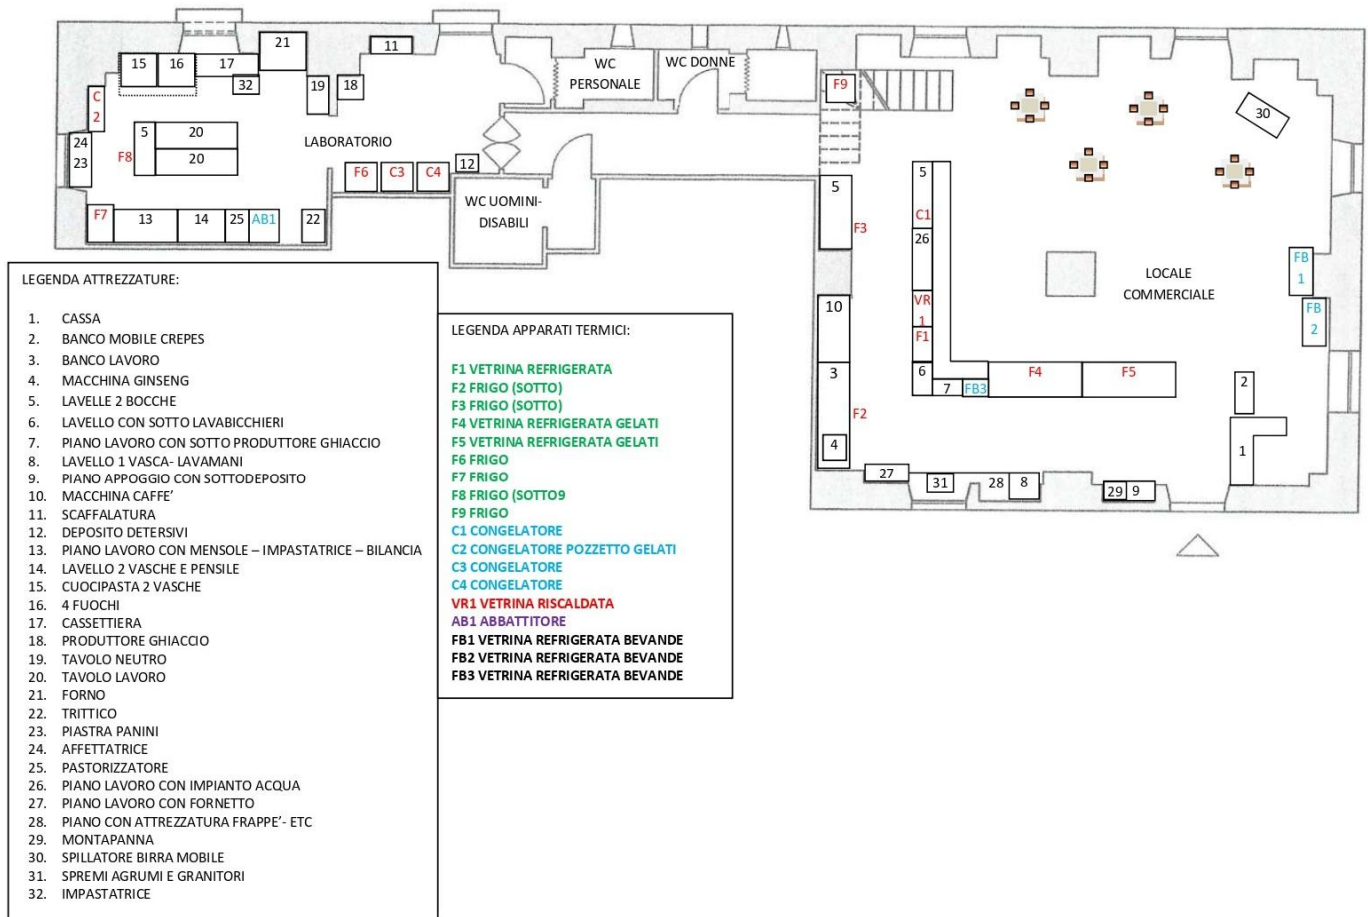 21
11
15
16
17
32
19
18
C
2
24
23
F8
5
20
20
LABORATORIO
F6
C3
C4
12
F7
13
14
25
AB1
22
WC
PERSONALE
WC DONNE
WC UOMINI-
DISABILI
F9
30
5
F3
5
C1
26
VR
1
F1
6
7
FB3
F4
F5
10
3
F2
4
LOCALE
COMMERCIALE
FB
1
FB
2
2
1
27
31
28
8
29
9
LEGENDA ATTREZZATURE:
1. CASSA
2. BANCO MOBILE CREPES
3. BANCO LAVORO
4. MACCHINA GINSENG
5. LAVELLE 2 BOCCHE
6. LAVELLO CON SOTTO LAVABICCHIERI
7. PIANO LAVORO CON SOTTO PRODUTTORE GHIACCIO
8. LAVELLO 1 VASCA- LAVAMANI
9. PIANO APPOGGIO CON SOTTODEPOSITO
10. MACCHINA CAFFE’
11. SCAFFALATURA
12. DEPOSITO DETERSIVI
13. PIANO LAVORO CON MENSOLE – IMPASTATRICE – BILANCIA
14. LAVELLO 2 VASCHE E PENSILE
15. CUOCIPASTA 2 VASCHE
16. 4 FUOCHI
17. CASSETTIERA
18. PRODUTTORE GHIACCIO
19. TAVOLO NEUTRO
20. TAVOLO LAVORO
21. FORNO
22. TRITTICO
23. PIASTRA PANINI
24. AFFETTATRICE
25. PASTORIZZATORE
26. PIANO LAVORO CON IMPIANTO ACQUA
27. PIANO LAVORO CON FORNETTO
28. PIANO CON ATTREZZATURA FRAPPE’- ETC
29. MONTAPANNA
30. SPILLATORE BIRRA MOBILE
31. SPREMI AGRUMI E GRANITORI
32. IMPASTATRICE
LEGENDA APPARATI TERMICI:
F1 VETRINA REFRIGERATA
F2 FRIGO (SOTTO)
F3 FRIGO (SOTTO)
F4 VETRINA REFRIGERATA GELATI
F5 VETRINA REFRIGERATA GELATI
F6 FRIGO
F7 FRIGO
F8 FRIGO (SOTTO9
F9 FRIGO
C1 CONGELATORE
C2 CONGELATORE POZZETTO GELATI
C3 CONGELATORE
C4 CONGELATORE
VR1 VETRINA RISCALDATA
AB1 ABBATTITORE
FB1 VETRINA REFRIGERATA BEVANDE
FB2 VETRINA REFRIGERATA BEVANDE
FB3 VETRINA REFRIGERATA BEVANDE